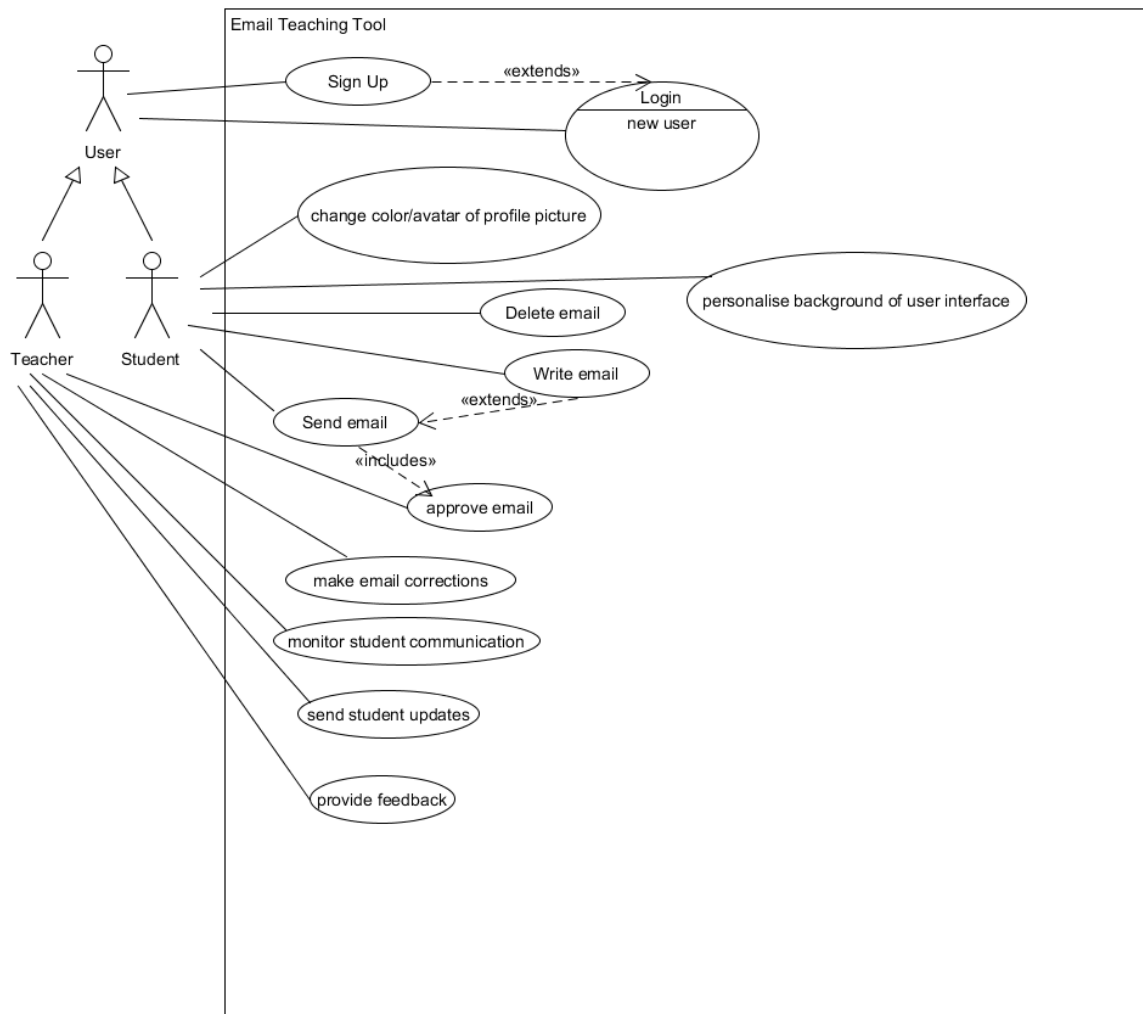 Email Teaching Tool
Sign Up
«extends»
Login
new user
User
change color/avatar of profile picture
personalise background of user interface
Delete email
Teacher
Student
Write email
«extends»
Send email
«includes»
approve email
make email corrections
monitor student communication
send student updates
provide feedback